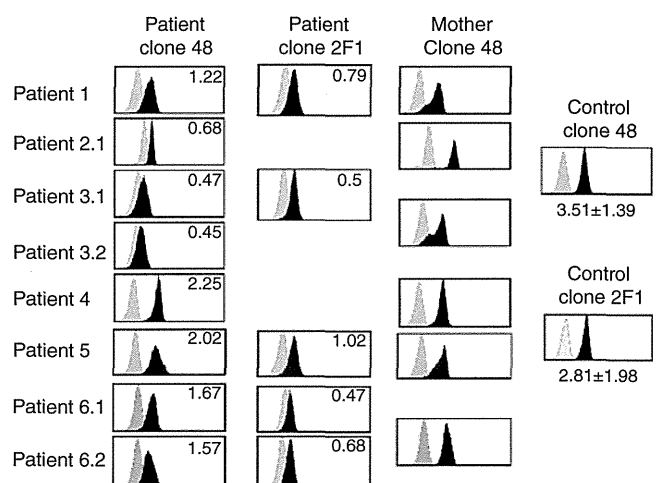 Patient clone 48
Patient clone 2F1
Mother Clone 48
Patient 1
1.22
0.79
Patient 2.1
0.68
Patient 3.1
0.47
0.5
Patient 3.2
0.45
Patient 4
2.25
Patient 5
2.02
1.02
Patient 6.1
1.67
0.47
Patient 6.2
1.57
0.68
Control clone 48
3.51±1.39
Control clone 2F1
2.81±1.98